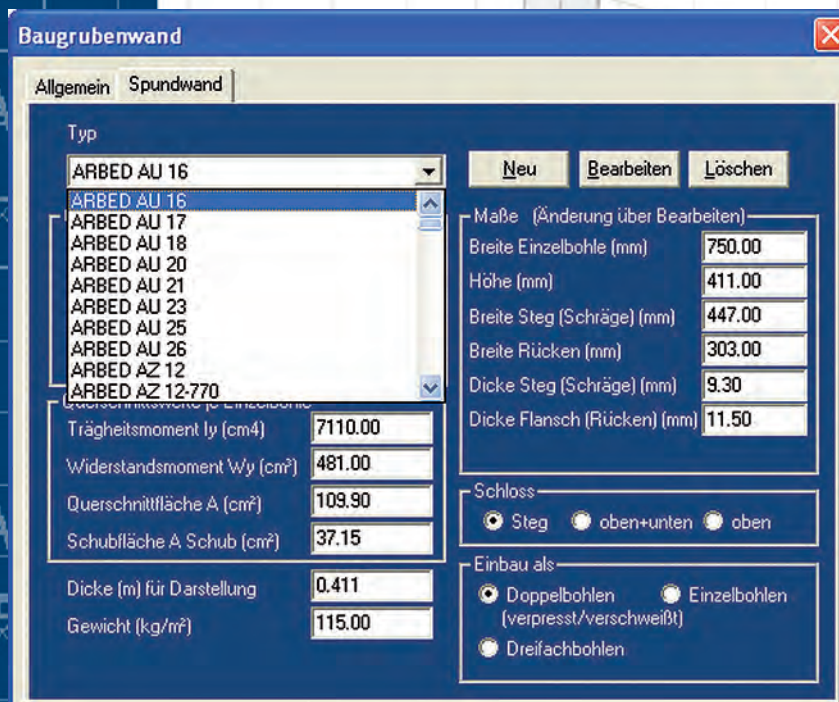 Baugrubenwand
Allgemein
Spundwand
Typ
ARBED AU 16
Neu
Bearbeiten
Löschen
ARBED AU 16
ARBED AU 17
ARBED AU 18
ARBED AU 20
ARBED AU 21
ARBED AU 23
ARBED AU 25
ARBED AU 26
ARBED AZ 12
ARBED AZ 12-770
Querschnittswerte je Einzelbohle
Trägheitsmoment Iy (cm4) 7110.00
Widerstandsmoment Wy (cm³) 481.00
Querschnittfläche A (cm²) 109.90
Schubfläche A Schub (cm²) 37.15
Dicke (m) für Darstellung 0.411
Gewicht (kg/m²) 115.00
Maße (Änderung über Bearbeiten)
Breite Einzelbohle (mm) 750.00
Höhe (mm) 411.00
Breite Steg (Schräge) (mm) 447.00
Breite Rücken (mm) 303.00
Dicke Steg (Schräge) (mm) 9.30
Dicke Flansch (Rücken) (mm) 11.50
Schloss
Steg oben+unten oben
Einbau als
Doppelbohlen Einzelbohlen
(verpresst/verschweißt)
Dreifachbohlen